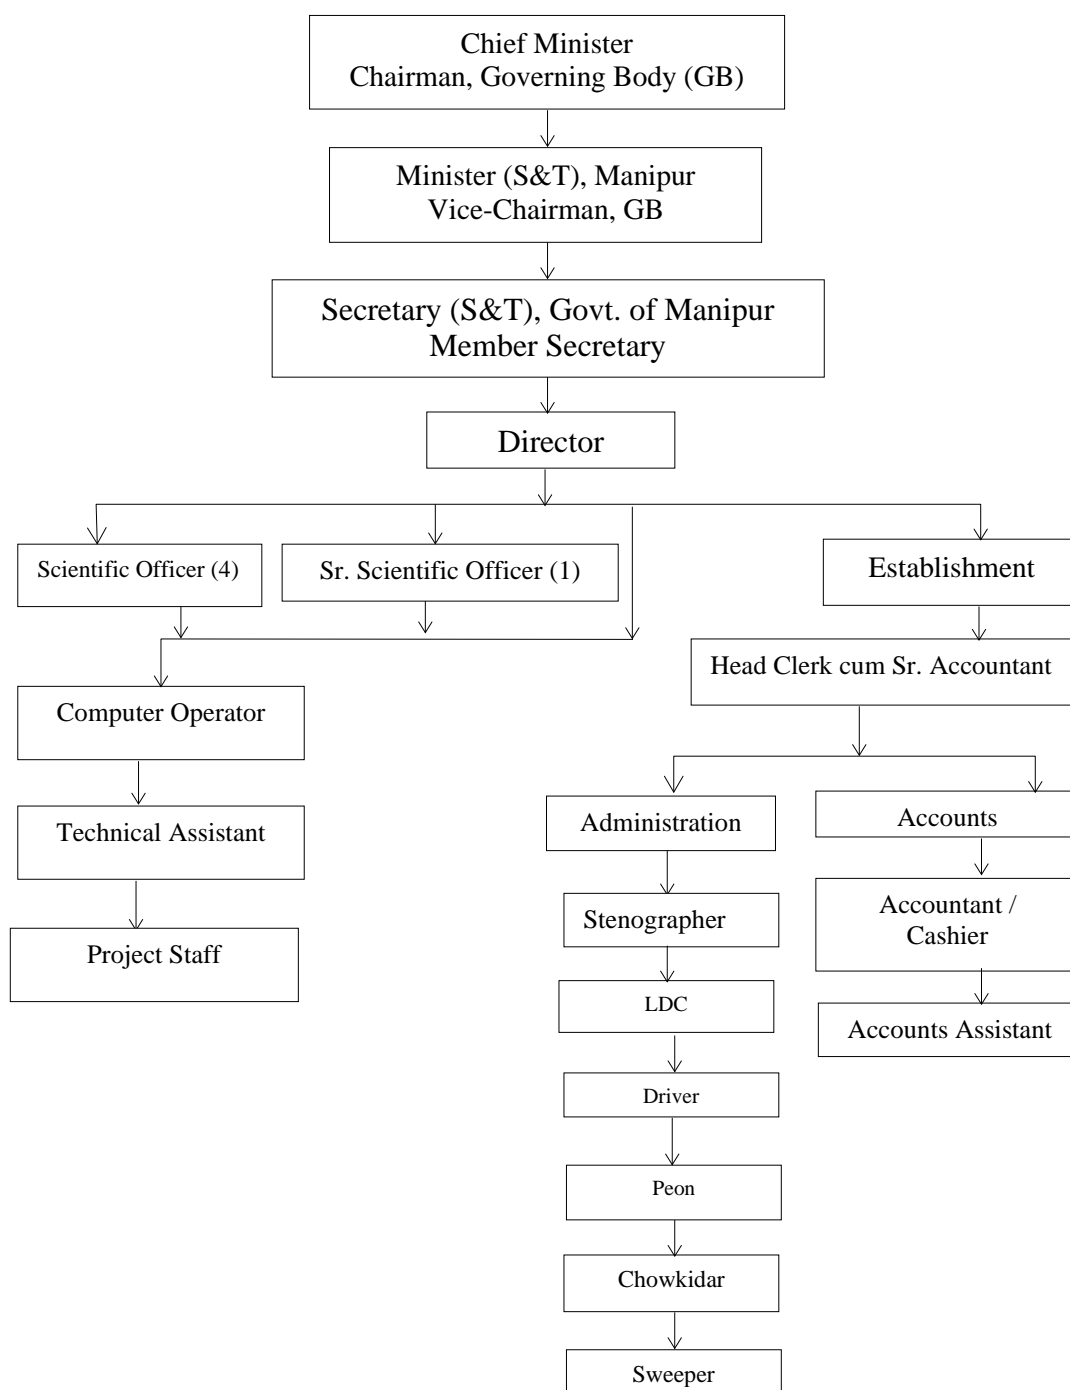 Chief Minister
Chairman, Governing Body (GB)
Minister (S&T), Manipur
Vice-Chairman, GB
Secretary (S&T), Govt. of Manipur
Member Secretary
Director
Scientific Officer (4)
Sr. Scientific Officer (1)
Establishment
Head Clerk cum Sr. Accountant
Computer Operator
Technical Assistant
Project Staff
Administration
Accounts
Stenographer
Accountant /
Cashier
LDC
Accounts Assistant
Driver
Peon
Chowkidar
Sweeper